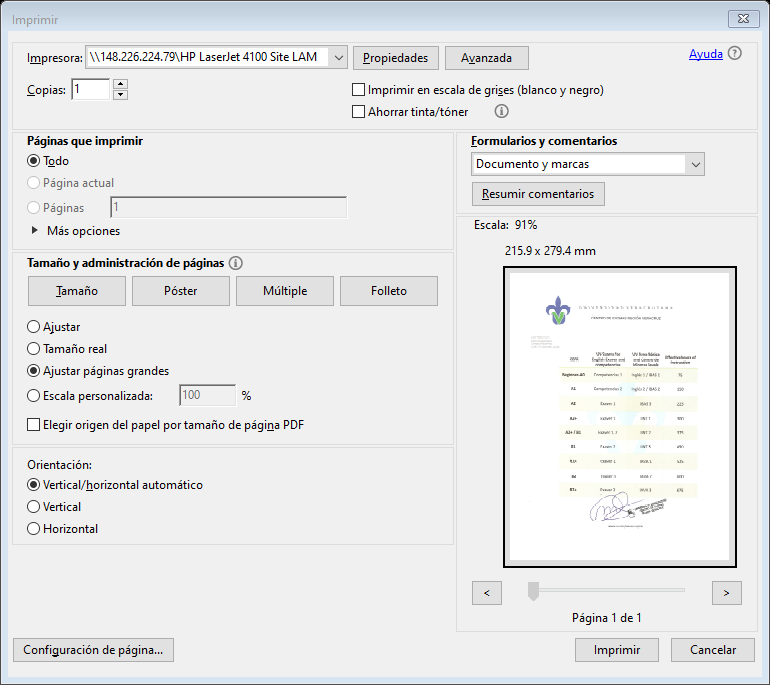 Imprimir
Impresora: \\148.226.224.79\HP LaserJet 4100 Site LAM Propiedades Avanzada Ayuda
Copias: 1
Imprimir en escala de grises (blanco y negro)
Ahorrar tinta/tóner
Páginas que imprimir
Todo
Página actual
Páginas 1
Más opciones
Tamaño y administración de páginas
Tamaño Póster Múltiple Folleto
Ajustar
Tamaño real
Ajustar páginas grandes
Escala personalizada: 100 %
Elegir origen del papel por tamaño de página PDF
Orientación:
Vertical/horizontal automático
Vertical
Horizontal
Formularios y comentarios
Documento y marcas
Resumir comentarios
Escala: 91%
215.9 x 279.4 mm
< >
Página 1 de 1
Configuración de página... Imprimir Cancelar